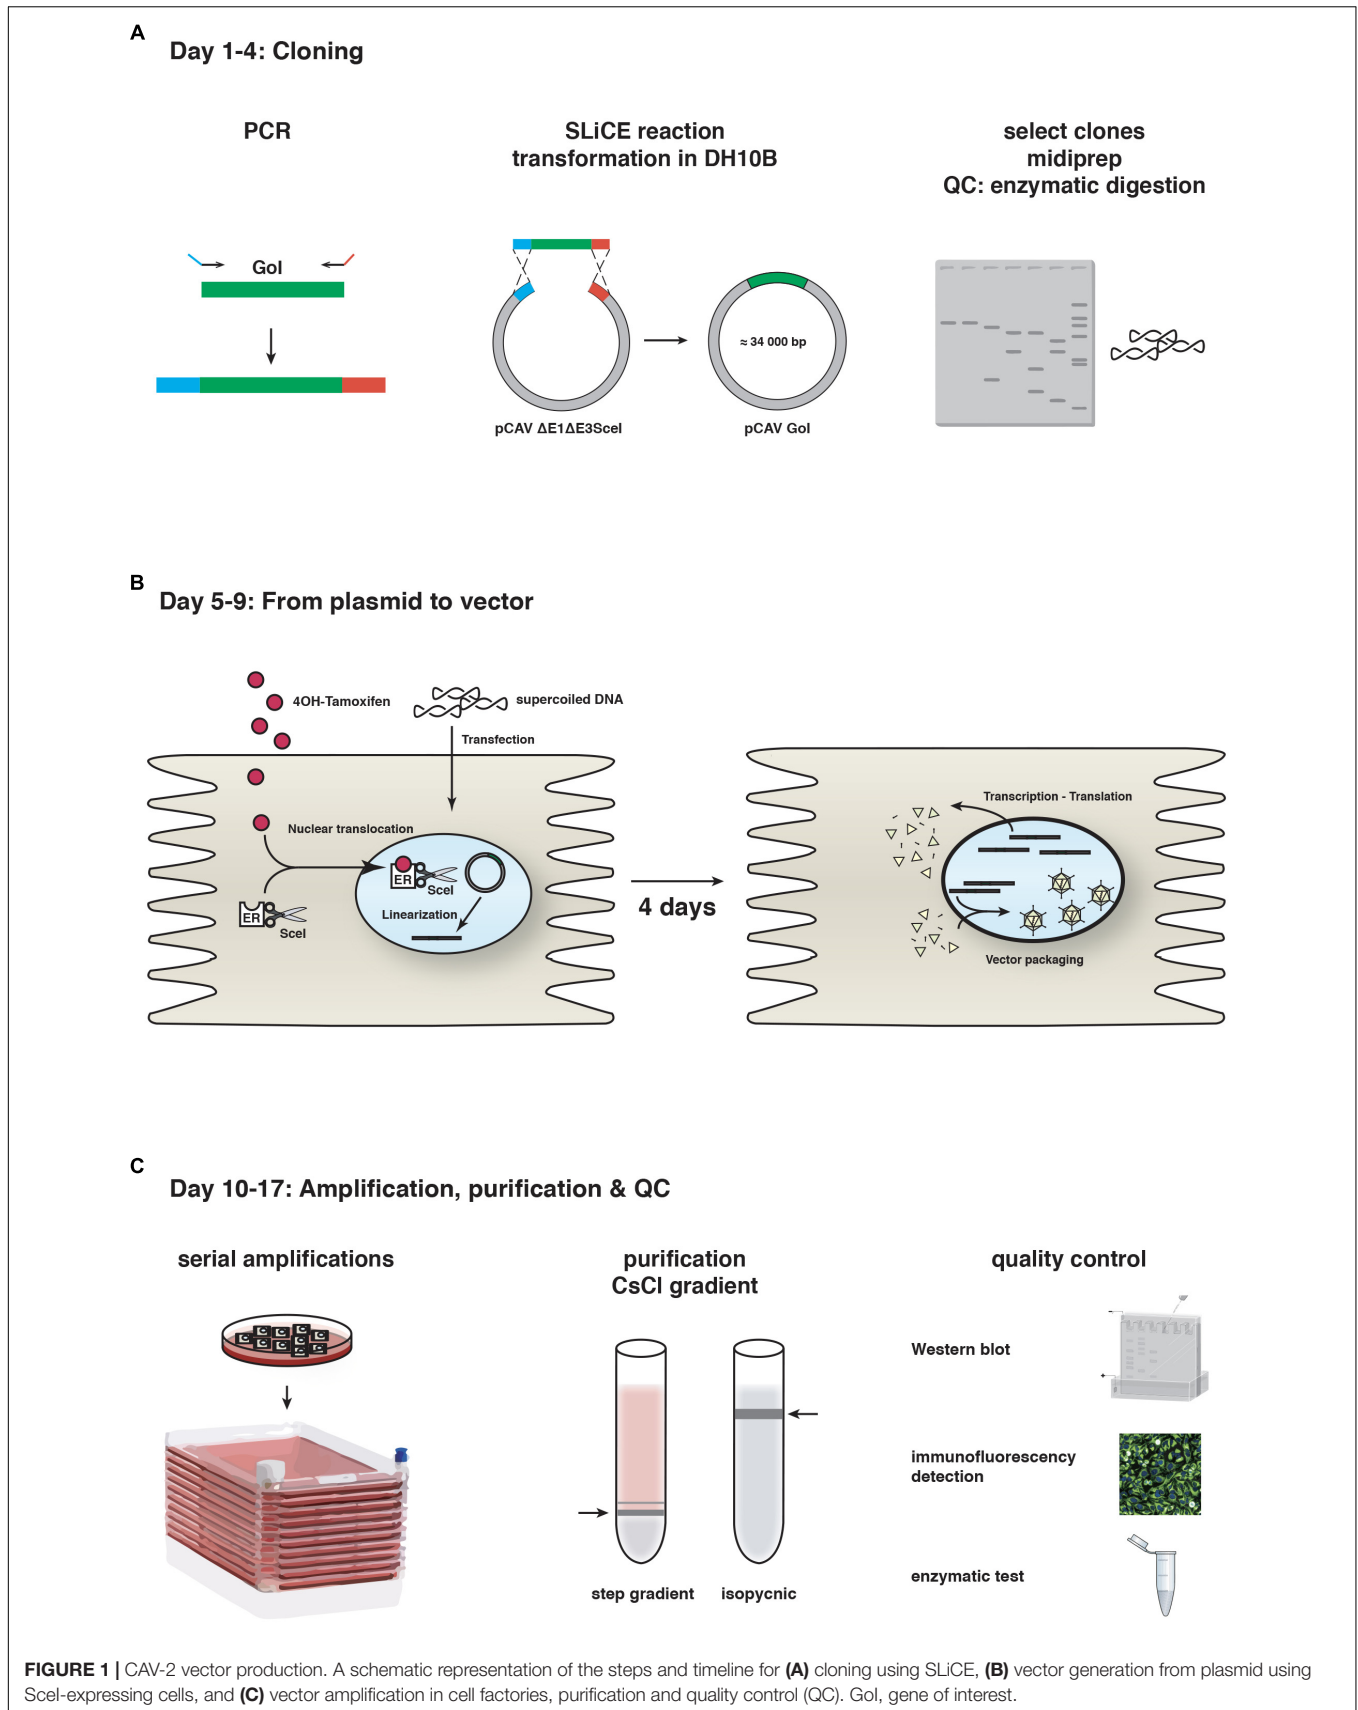 A
Day 1-4: Cloning
PCR
SLiCE reaction
transformation in DH10B
select clones
midiprep
QC: enzymatic digestion
GoI
≈ 34 000 bp
pCAV ΔE1ΔE3SceI
pCAV GoI
B
Day 5-9: From plasmid to vector
4OH-Tamoxifen
supercoiled DNA
Transfection
Nuclear translocation
ER
SceI
Linearization
ER
SceI
4 days
Transcription - Translation
Vector packaging
C
Day 10-17: Amplification, purification & QC
serial amplifications
purification
CsCl gradient
quality control
Western blot
immunofluorescency
detection
enzymatic test
step gradient
isopycnic
FIGURE 1 | CAV-2 vector production. A schematic representation of the steps and timeline for (A) cloning using SLiCE, (B) vector generation from plasmid using
SceI-expressing cells, and (C) vector amplification in cell factories, purification and quality control (QC). GoI, gene of interest.